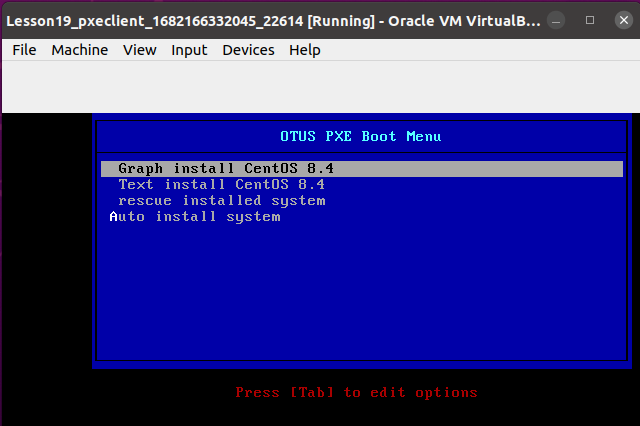 Lesson19_pxeclient_1682166332045_22614 [Running] - Oracle VM VirtualB...
File Machine View Input Devices Help
OTUS PXE Boot Menu
Graph install CentOS 8.4
Text install CentOS 8.4
rescue installed system
Auto install system
Press [Tab] to edit options